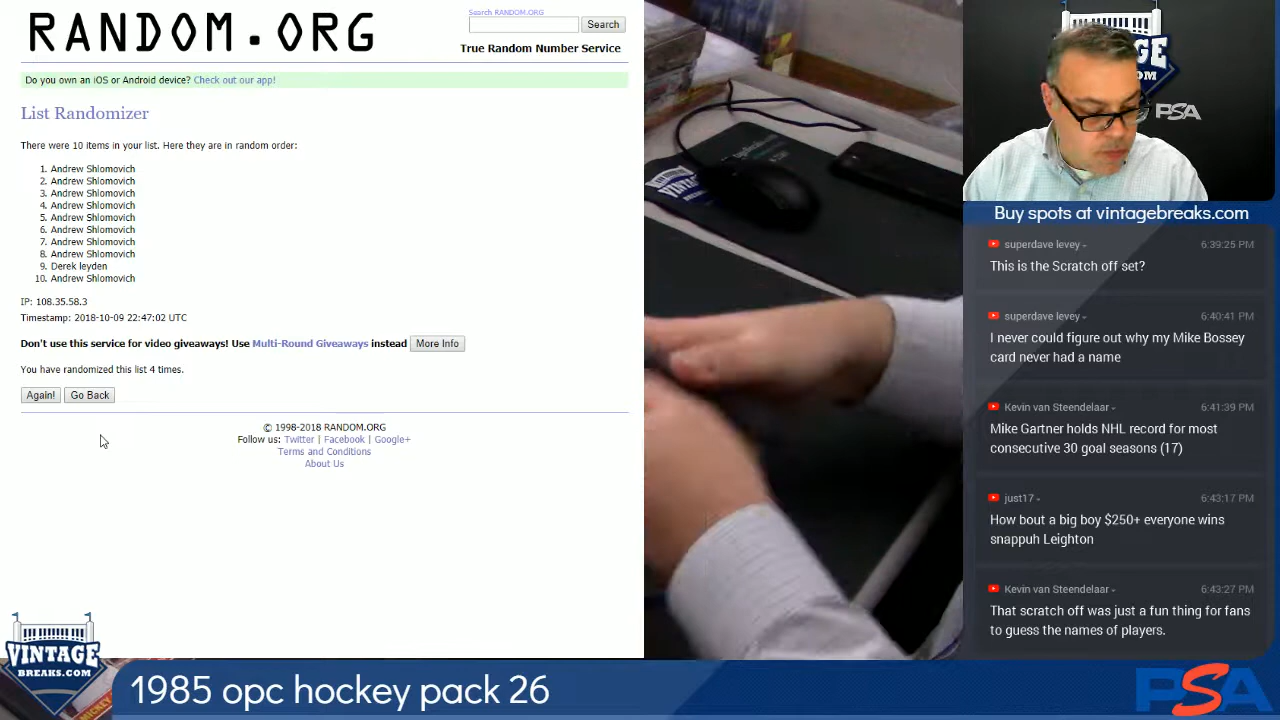 RANDOM.ORG
Search RANDOM.ORG
Search
True Random Number Service
Do you own an iOS or Android device? Check out our app!
List Randomizer
There were 10 items in your list. Here they are in random order:
1. Andrew Shlomovich
2. Andrew Shlomovich
3. Andrew Shlomovich
4. Andrew Shlomovich
5. Andrew Shlomovich
6. Andrew Shlomovich
7. Andrew Shlomovich
8. Andrew Shlomovich
9. Derek leyden
10. Andrew Shlomovich
IP: 108.35.58.3
Timestamp: 2018-10-09 22:47:02 UTC
Don't use this service for video giveaways! Use Multi-Round Giveaways instead More Info
You have randomized this list 4 times.
Again! Go Back
© 1998-2018 RANDOM.ORG
Follow us: Twitter | Facebook | Google+
Terms and Conditions
About Us
VINTAGE
PSA
Buy spots at vintagebreaks.com
superdave levey 6:39:25 PM
This is the Scratch off set?
superdave levey 6:40:41 PM
I never could figure out why my Mike Bossey
card never had a name
Kevin van Steendelaar 6:41:39 PM
Mike Gartner holds NHL record for most
consecutive 30 goal seasons (17)
just17 6:43:17 PM
How bout a big boy $250+ everyone wins
snappuh Leighton
Kevin van Steendelaar 6:43:27 PM
That scratch off was just a fun thing for fans
to guess the names of players.
VINTAGE
BREAKS.COM
1985 opc hockey pack 26
PSA